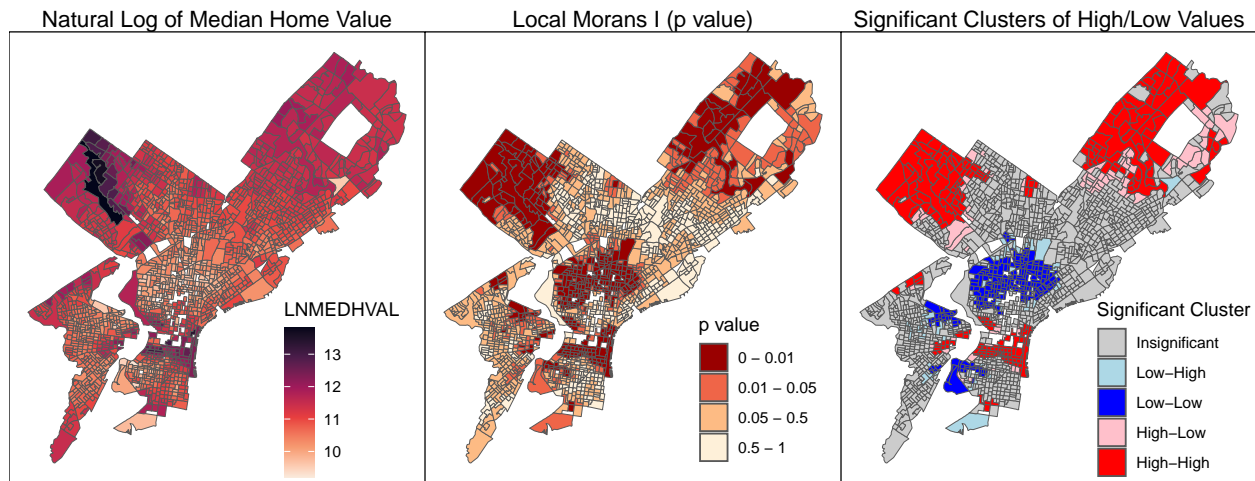 Natural Log of Median Home Value
Local Morans I (p value)
Significant Clusters of High/Low Values
LNMEDHVAL
13
12
11
10
p value
0 – 0.01
0.01 – 0.05
0.05 – 0.5
0.5 – 1
Significant Cluster
Insignificant
Low–High
Low–Low
High–Low
High–High